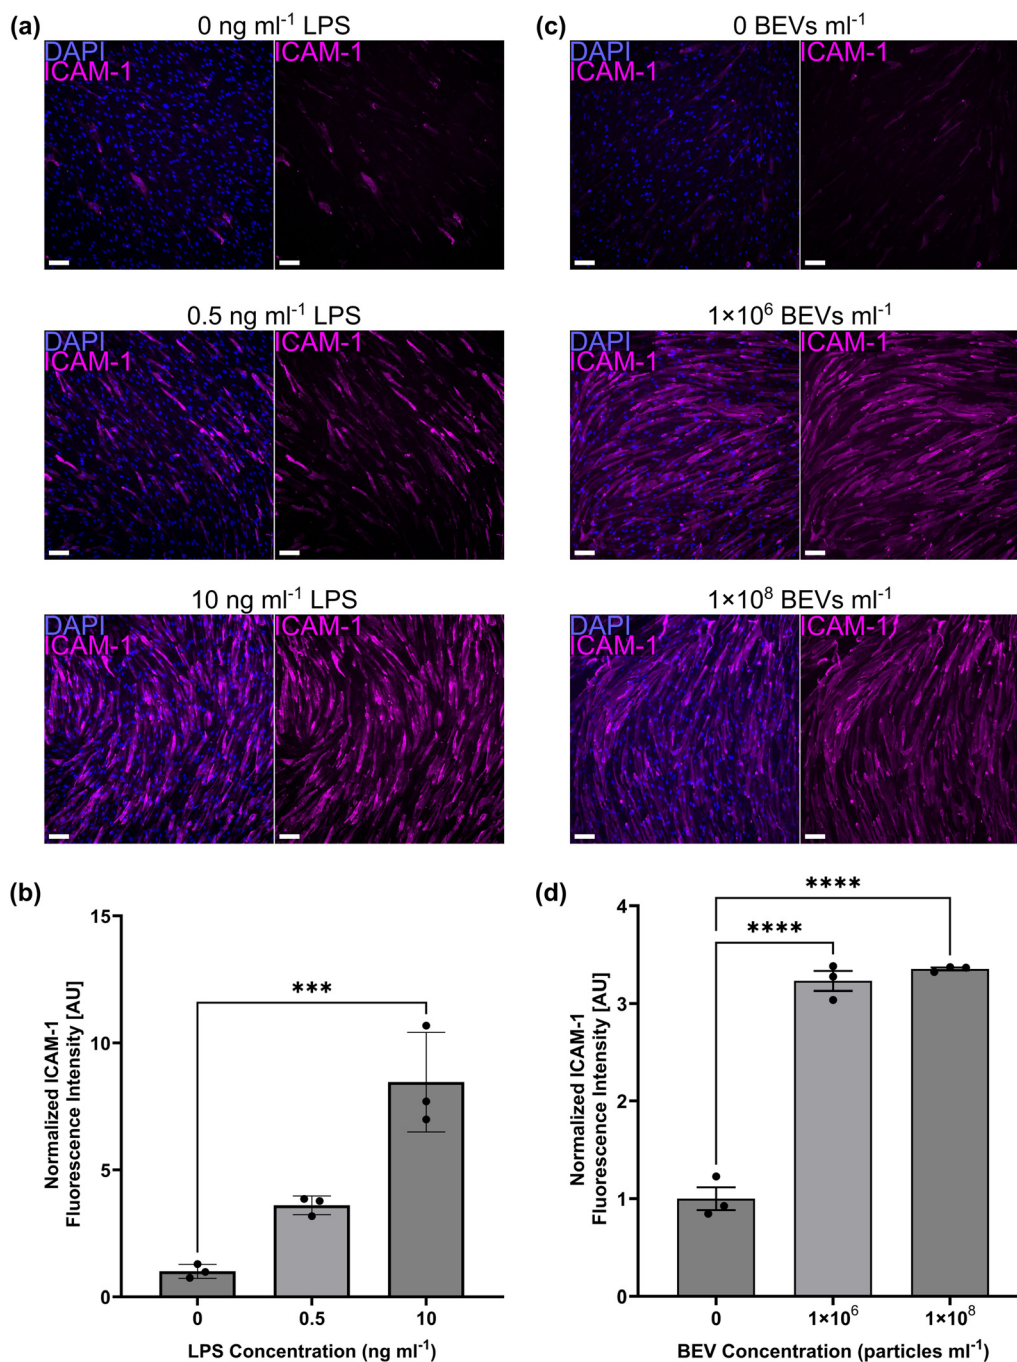 (a)
0 ng ml⁻¹ LPS
DAPI
ICAM-1
ICAM-1
0.5 ng ml⁻¹ LPS
DAPI
ICAM-1
ICAM-1
10 ng ml⁻¹ LPS
DAPI
ICAM-1
ICAM-1
(c)
0 BEVs ml⁻¹
DAPI
ICAM-1
ICAM-1
1×10⁶ BEVs ml⁻¹
DAPI
ICAM-1
ICAM-1
1×10⁸ BEVs ml⁻¹
DAPI
ICAM-1
ICAM-1
(b)
Normalized ICAM-1
Fluorescence Intensity [AU]
15
10
5
0
***
0 0.5 10
LPS Concentration (ng ml⁻¹)
(d)
Normalized ICAM-1
Fluorescence Intensity [AU]
4
3
2
1
0
****
****
0 1×10⁶ 1×10⁸
BEV Concentration (particles ml⁻¹)